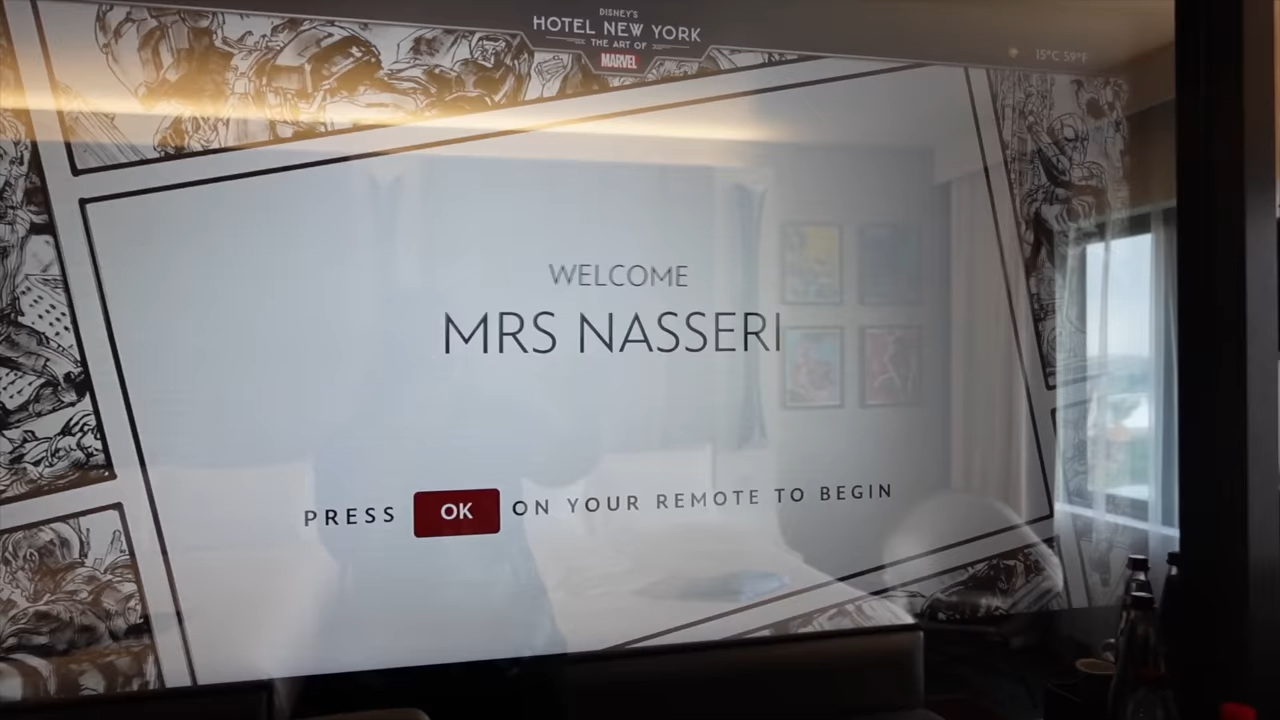 DISNEY'S
HOTEL NEW YORK
THE ART OF
MARVEL
15°C 59°F
WELCOME
MRS NASSERI
PRESS OK ON YOUR REMOTE TO BEGIN